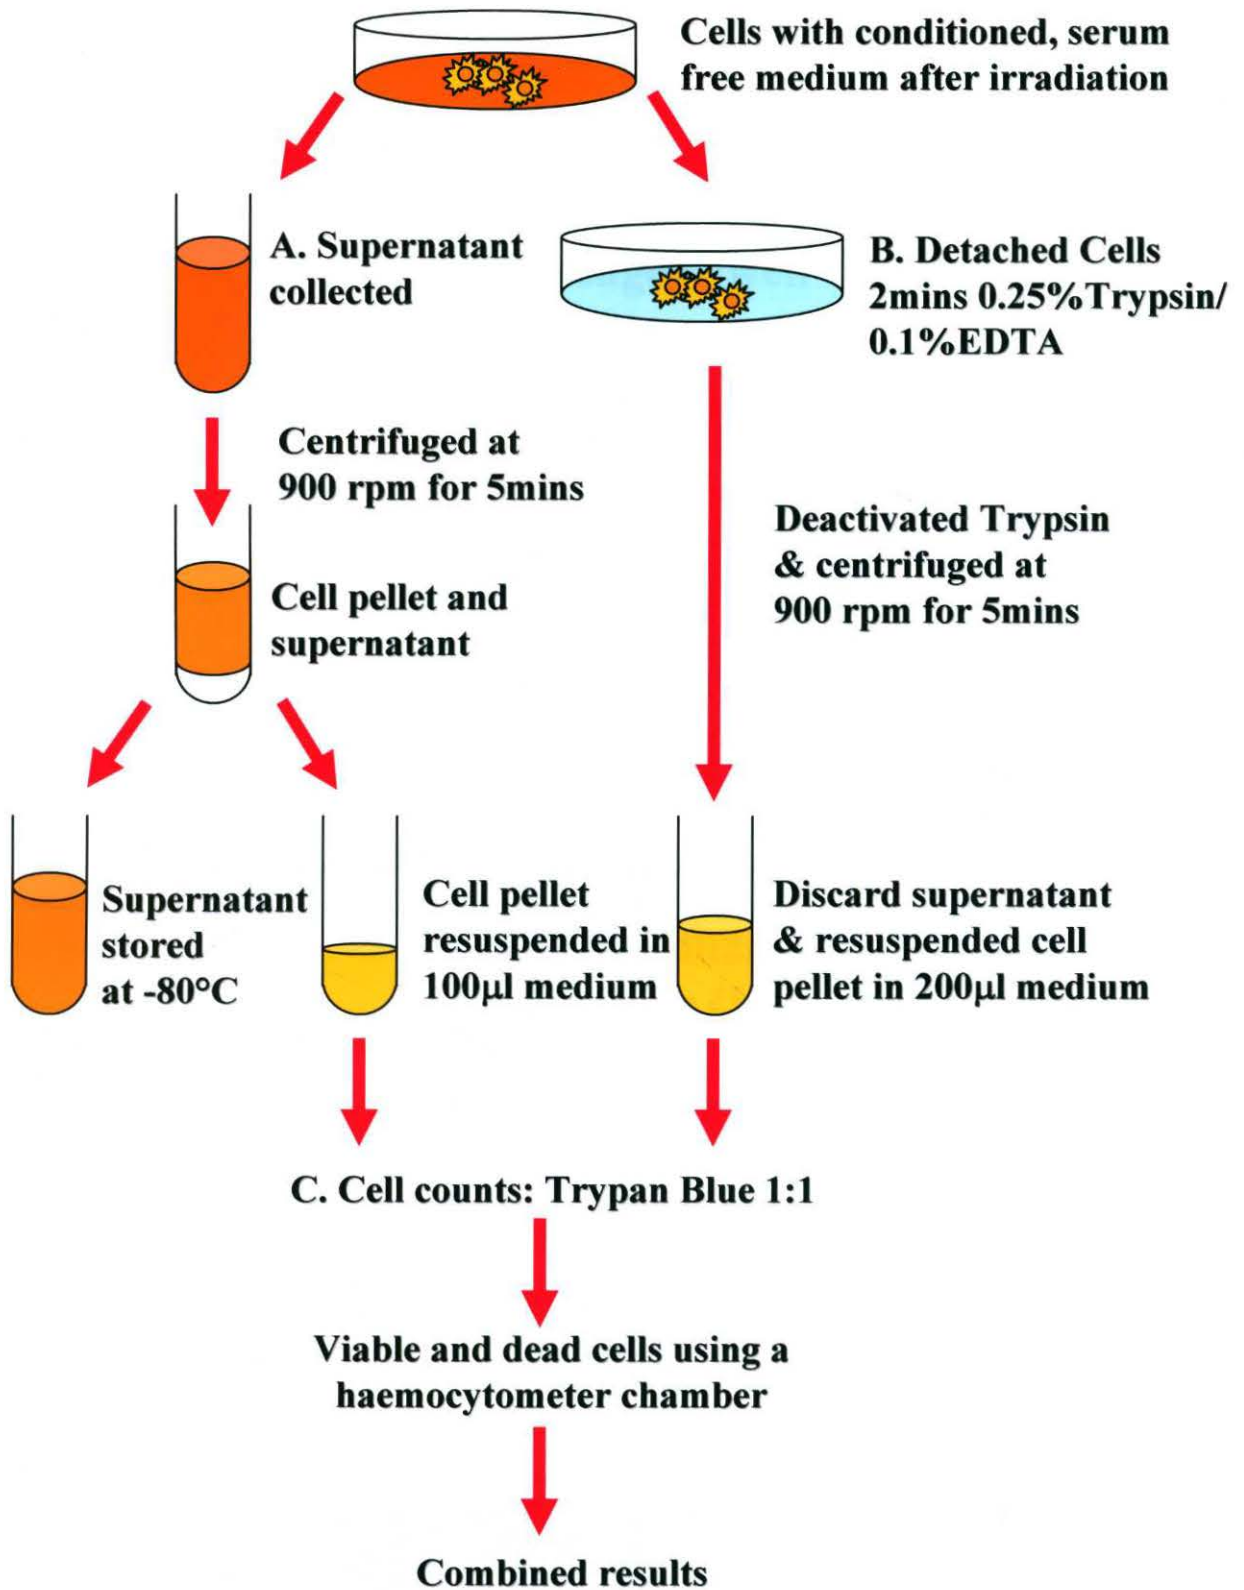 Cells with conditioned, serum
free medium after irradiation
A. Supernatant
collected
B. Detached Cells
2mins 0.25%Trypsin/
0.1%EDTA
Centrifuged at
900 rpm for 5mins
Deactivated Trypsin
& centrifuged at
900 rpm for 5mins
Cell pellet and
supernatant
Supernatant
stored
at -80°C
Cell pellet
resuspended in
100µl medium
Discard supernatant
& resuspended cell
pellet in 200µl medium
C. Cell counts: Trypan Blue 1:1
Viable and dead cells using a
haemocytometer chamber
Combined results